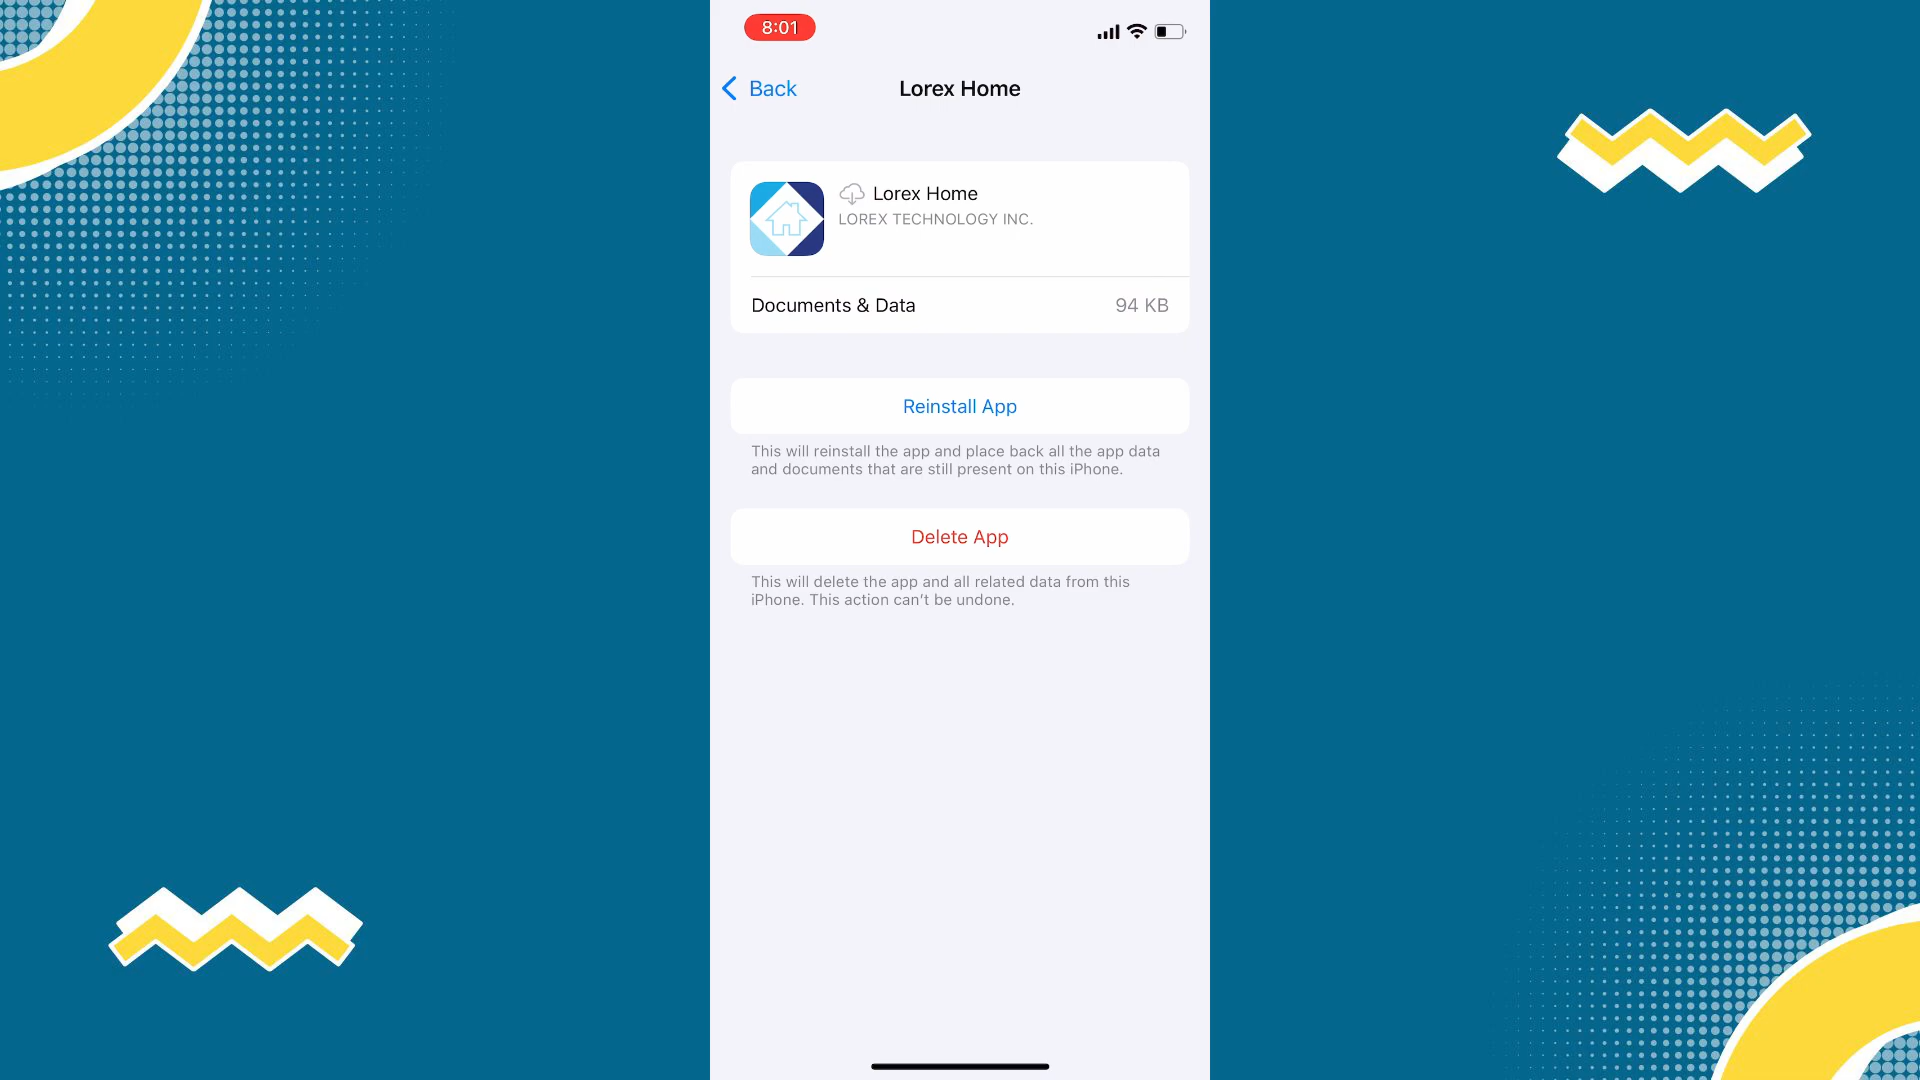 8:01
Back
Lorex Home
Lorex Home
LOREX TECHNOLOGY INC.
Documents & Data 94 KB
Reinstall App
This will reinstall the app and place back all the app data
and documents that are still present on this iPhone.
Delete App
This will delete the app and all related data from this
iPhone. This action can’t be undone.